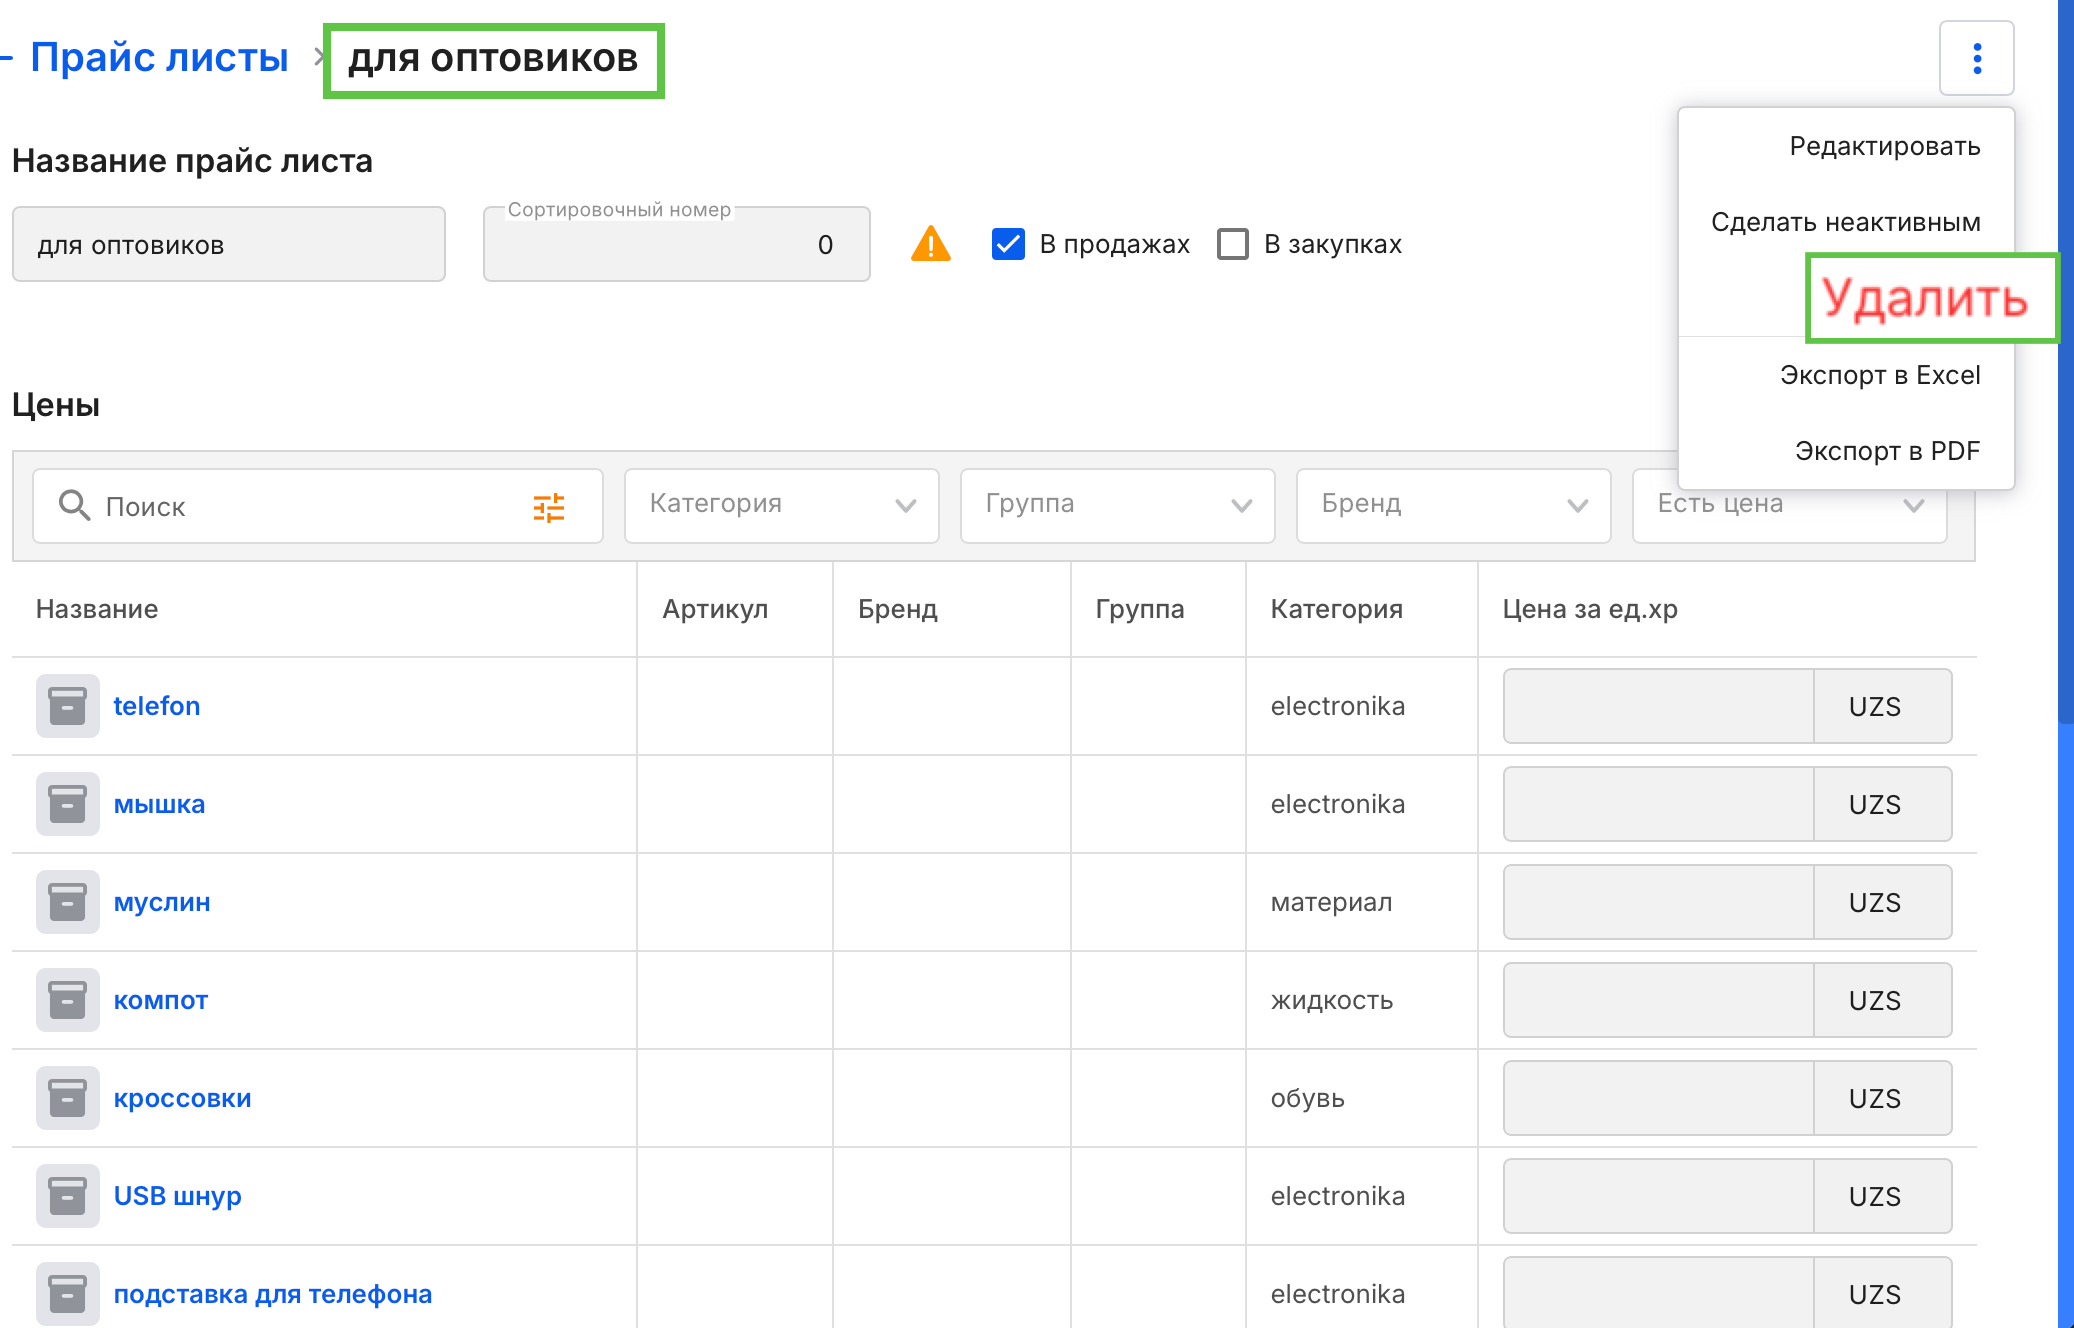 Прайс листы > для оптовиков
Редактировать
Сделать неактивным
Удалить
Экспорт в Excel
Экспорт в PDF
Название прайс листа
для оптовиков
Сортировочный номер
0
В продажах
В закупках
Цены
Поиск
Категория
Группа
Бренд
Есть цена
Название Артикул Бренд Группа Категория Цена за ед.хр
telefon electronika UZS
мышка electronika UZS
муслин материал UZS
компот жидкость UZS
кроссовки обувь UZS
USB шнур electronika UZS
подставка для телефона electronika UZS